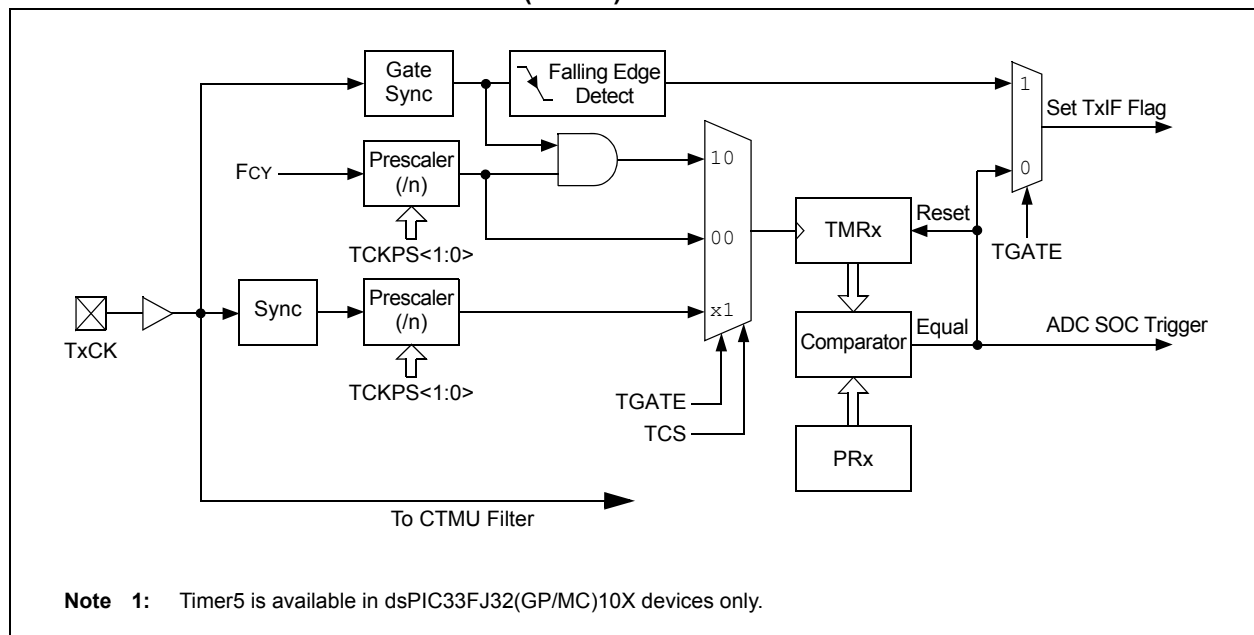 Gate
Sync
Falling Edge
Detect
1
Set TxIF Flag
0
TGATE
FCY
Prescaler
(/n)
TCKPS<1:0>
10
00
x1
TMRx
Reset
TxCK
Sync
Prescaler
(/n)
TCKPS<1:0>
Comparator
Equal
ADC SOC Trigger
TGATE
TCS
PRx
To CTMU Filter
Note 1: Timer5 is available in dsPIC33FJ32(GP/MC)10X devices only.